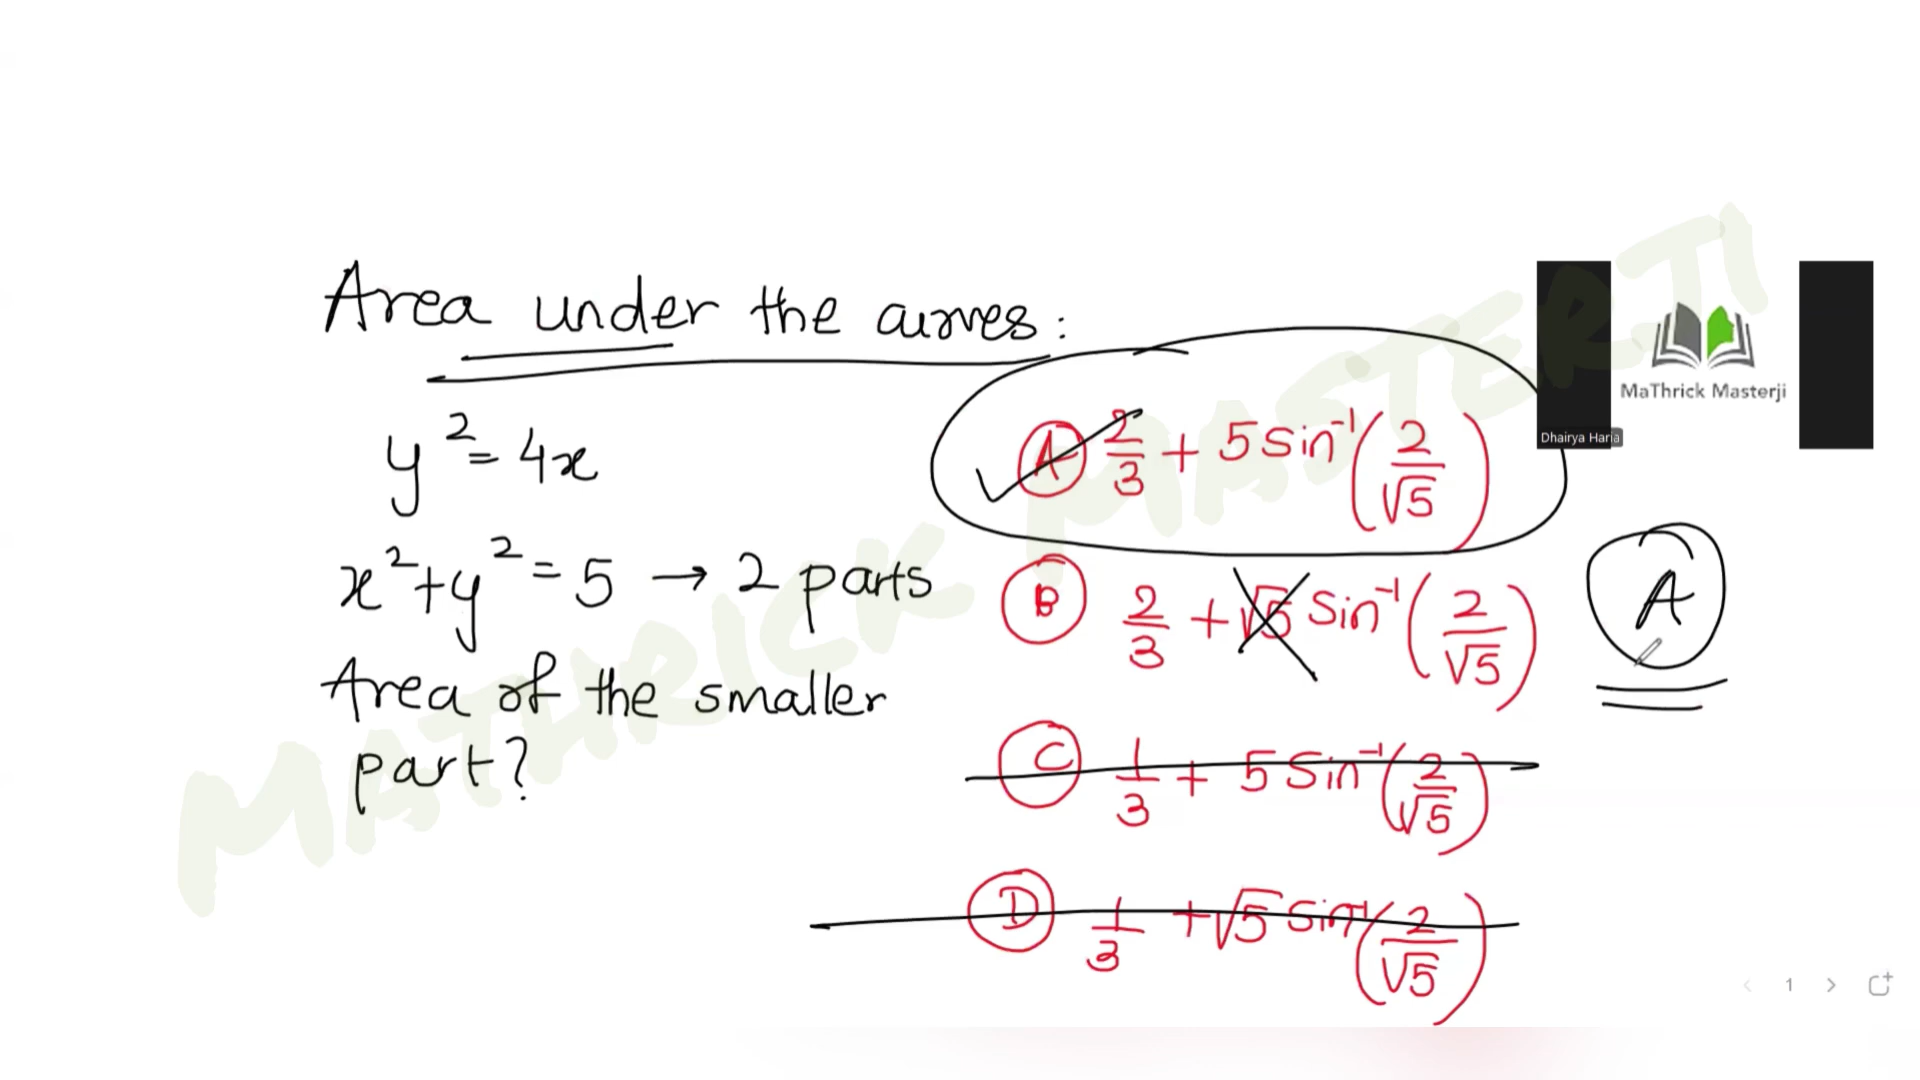 Area under the curves:
y² = 4x
x² + y² = 5 → 2 parts
Area of the smaller
part?
A 2/3 + 5 Sin⁻¹(2/√5)
B 2/3 + √5 Sin⁻¹(2/√5)
C 1/3 + 5 Sin⁻¹(2/√5)
D 1/3 + √5 Sin⁻¹(2/√5)
A
MaThrick Masterji
Dhairya Haria
MATHRICK MASTERJI
1